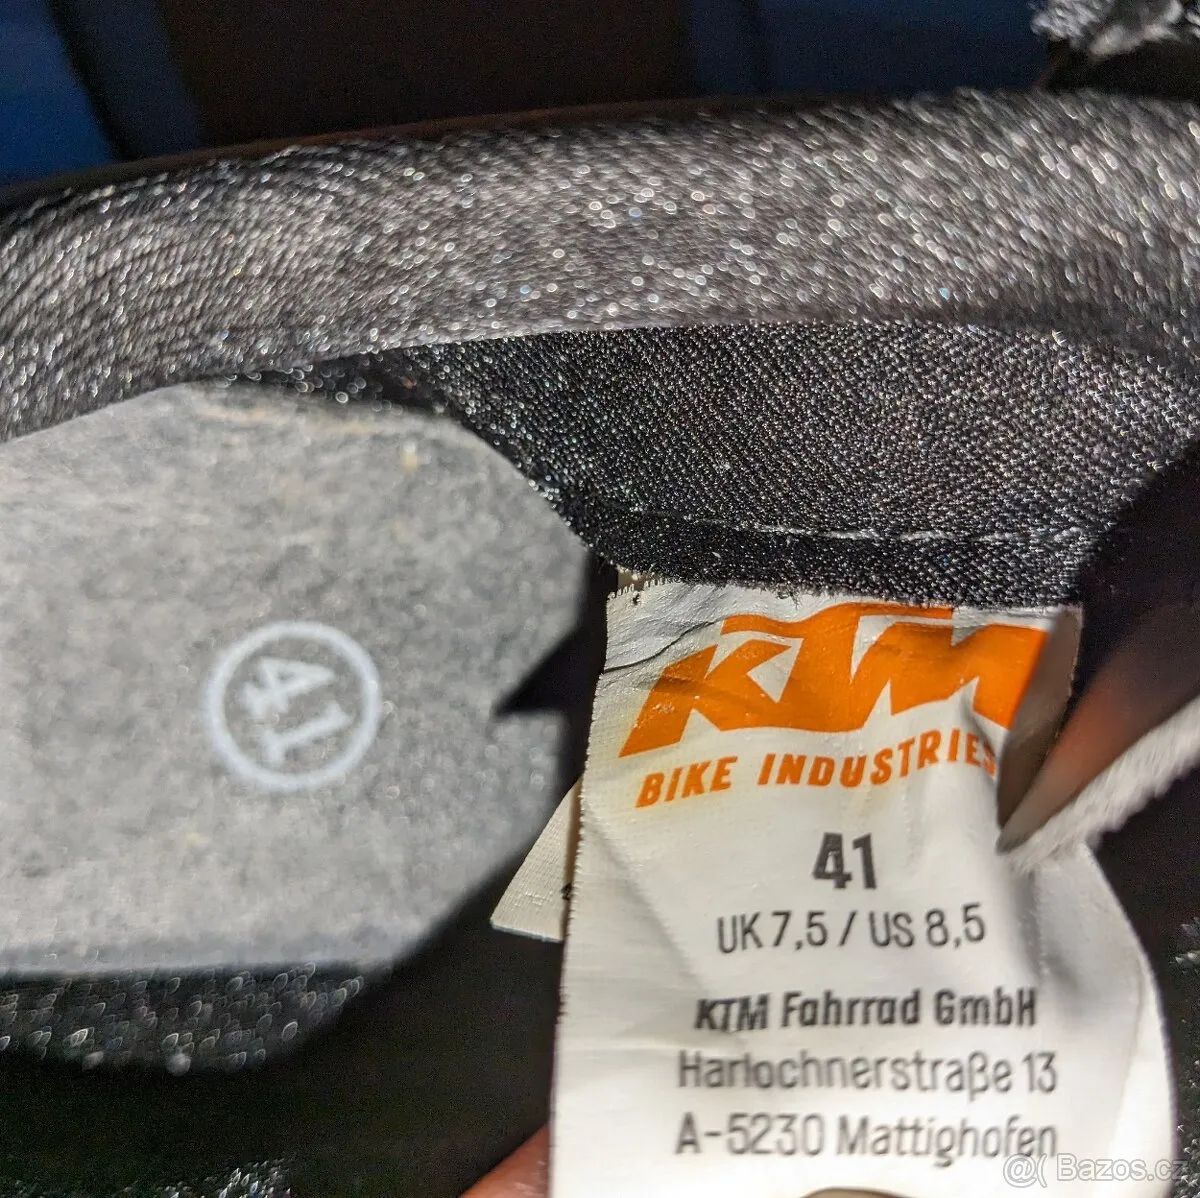 41
KTM
BIKE INDUSTRIES
41
UK 7,5 / US 8,5
KTM Fahrrad GmbH
Harlochnerstraße 13
A-5230 Mattighofen
@( Bazos.cz